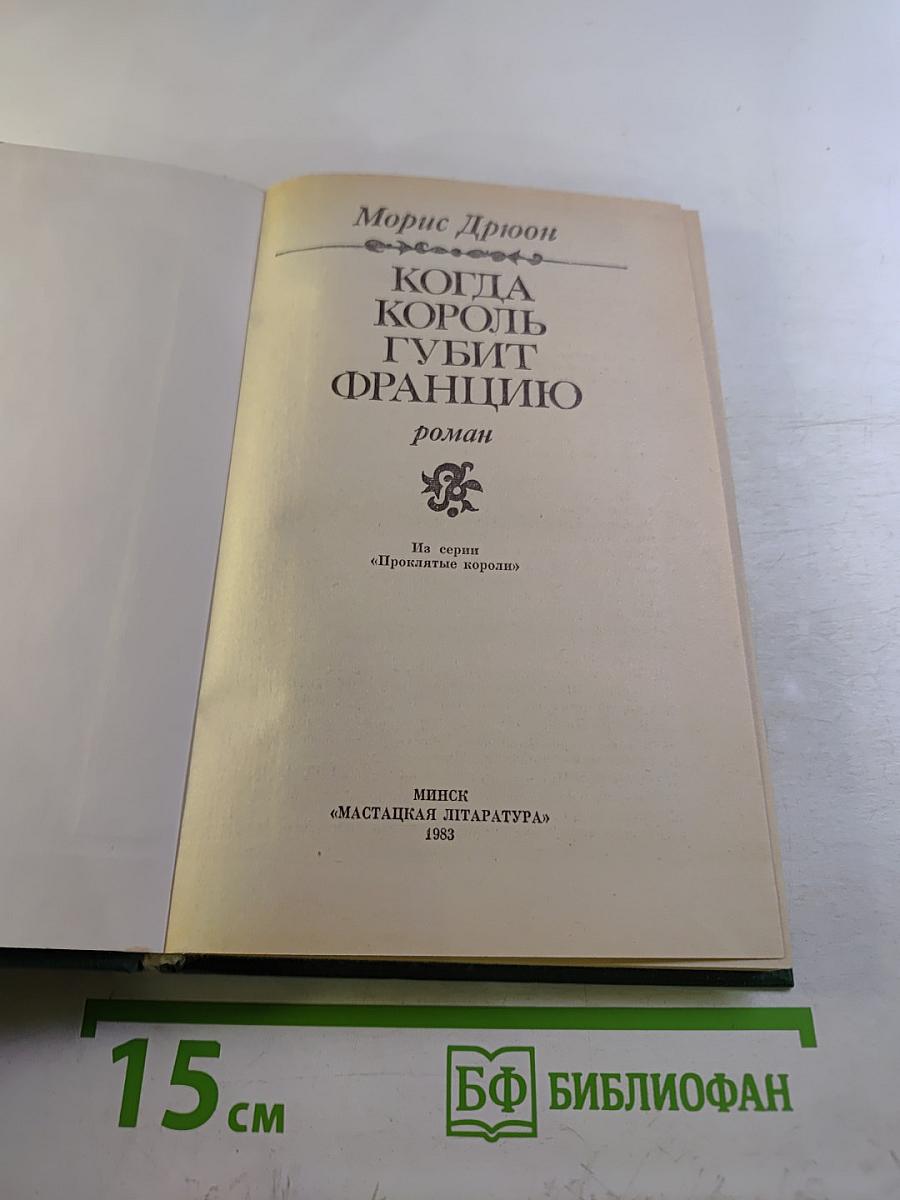 Морис Дрюон
КОГДА
КОРОЛЬ
ГУБИТ
ФРАНЦИЮ
роман
Из серии
«Проклятые короли»
МИНСК
«МАСТАЦКАЯ ЛІТАРАТУРА»
1983
15 см
БФ БИБЛИОФАН